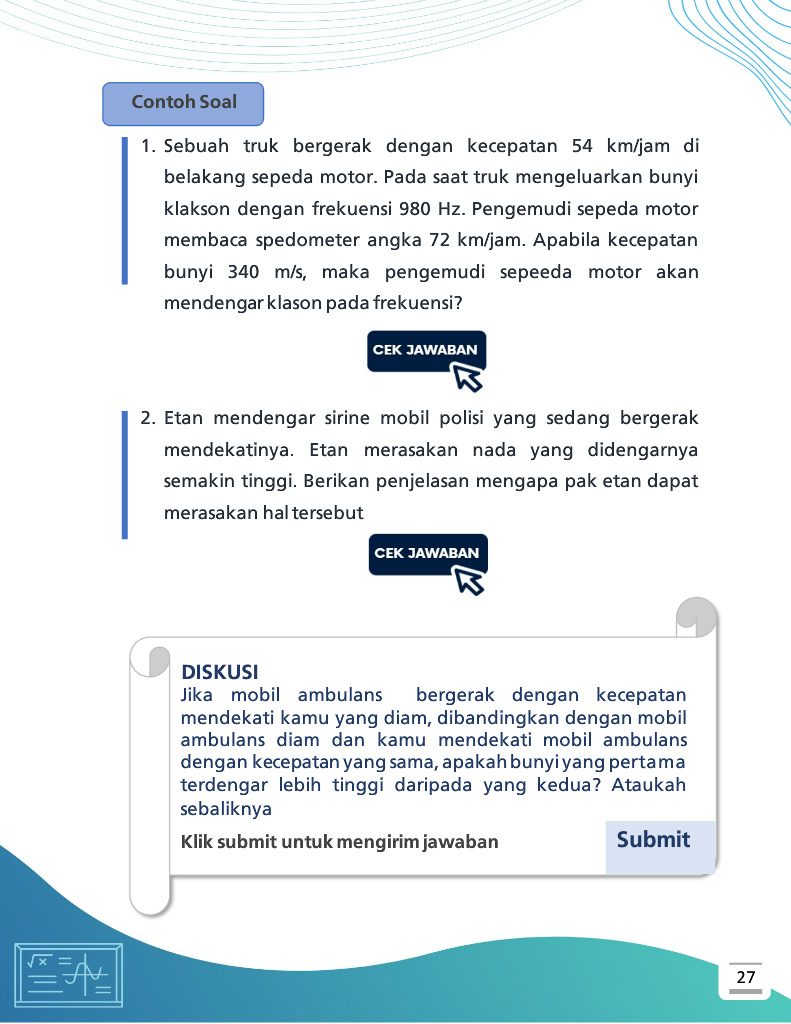 Contoh Soal
1. Sebuah truk bergerak dengan kecepatan 54 km/jam di
belakang sepeda motor. Pada saat truk mengeluarkan bunyi
klakson dengan frekuensi 980 Hz. Pengemudi sepeda motor
membaca spedometer angka 72 km/jam. Apabila kecepatan
bunyi 340 m/s, maka pengemudi sepeeda motor akan
mendengar klason pada frekuensi?
CEK JAWABAN
2. Etan mendengar sirine mobil polisi yang sedang bergerak
mendekatinya. Etan merasakan nada yang didengarnya
semakin tinggi. Berikan penjelasan mengapa pak etan dapat
merasakan hal tersebut
CEK JAWABAN
DISKUSI
Jika mobil ambulans bergerak dengan kecepatan
mendekati kamu yang diam, dibandingkan dengan mobil
ambulans diam dan kamu mendekati mobil ambulans
dengan kecepatan yang sama, apakah bunyi yang pertama
terdengar lebih tinggi daripada yang kedua? Ataukah
sebaliknya
Klik submit untuk mengirim jawaban
Submit
√x
27